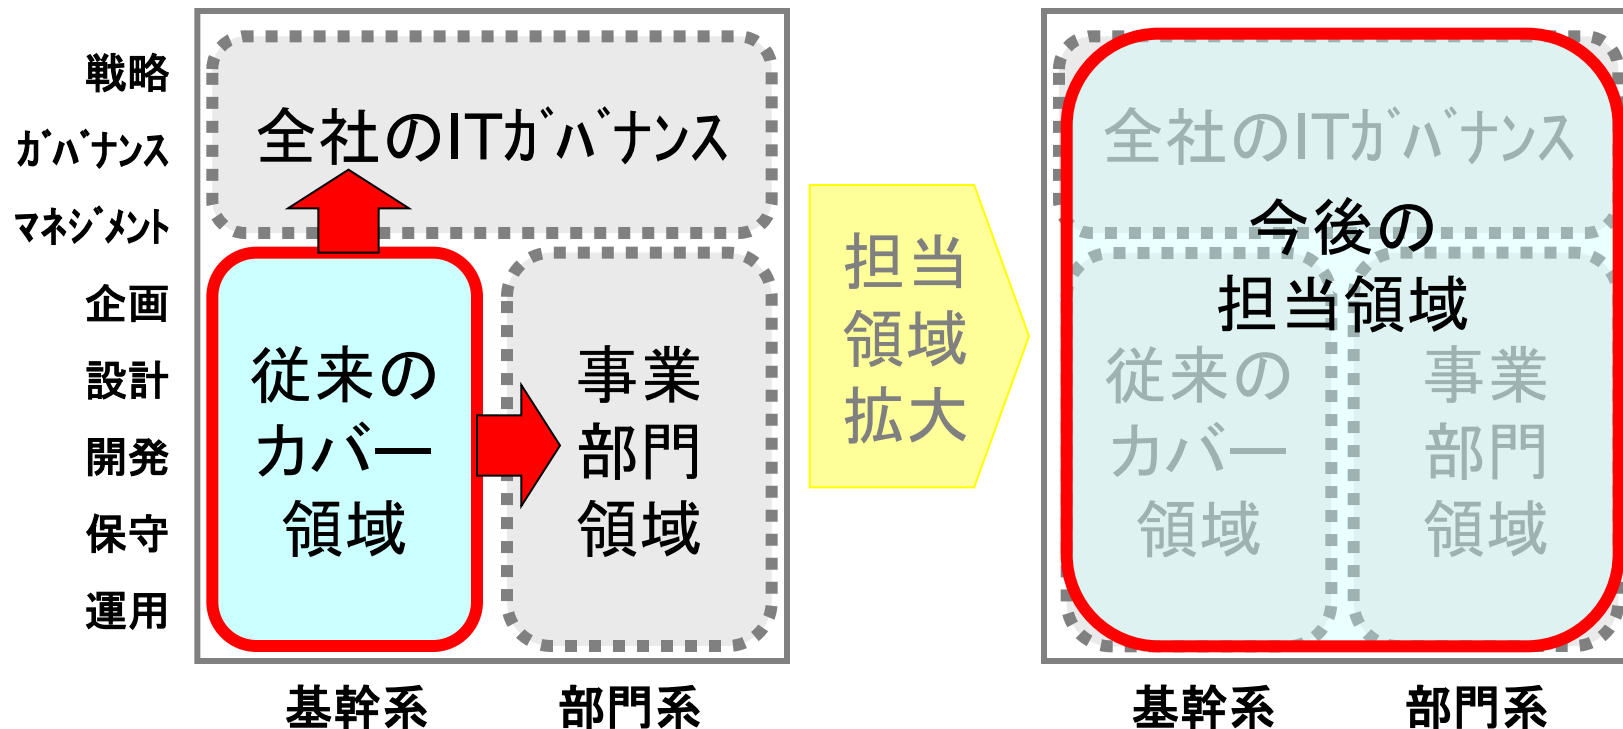 戦略
ガバナンス
マネジメント
企画
設計
開発
保守
運用
全社のITガバナンス
従来の
カバー
領域
事業
部門
領域
基幹系
部門系
担当
領域
拡大
全社のITガバナンス
今後の
担当領域
従来の
カバー
領域
事業
部門
領域
基幹系
部門系